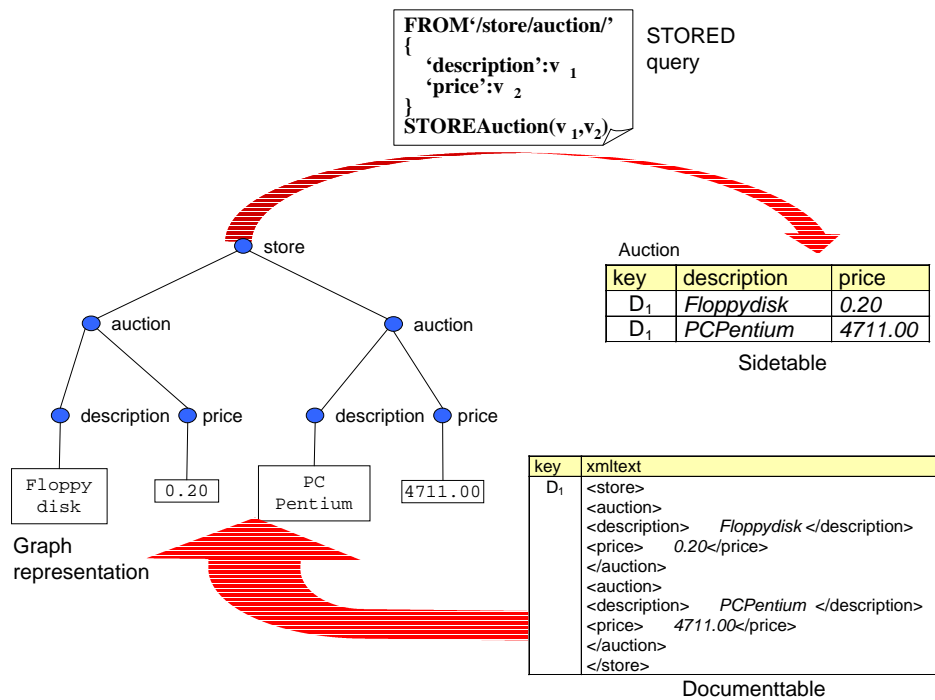 FROM‘/store/auction/’
{
‘description’:v 1
‘price’:v 2
}
STOREAuction(v 1,v2)
STORED
query
store
auction
auction
description
price
description
price
Floppy
disk
0.20
PC
Pentium
4711.00
Graph
representation
Auction
key description price
D1 Floppydisk 0.20
D1 PCPentium 4711.00
Sidetable
key xmltext
D1 <store>
<auction>
<description> Floppydisk </description>
<price> 0.20</price>
</auction>
<auction>
<description> PCPentium </description>
<price> 4711.00</price>
</auction>
</store>
Documenttable